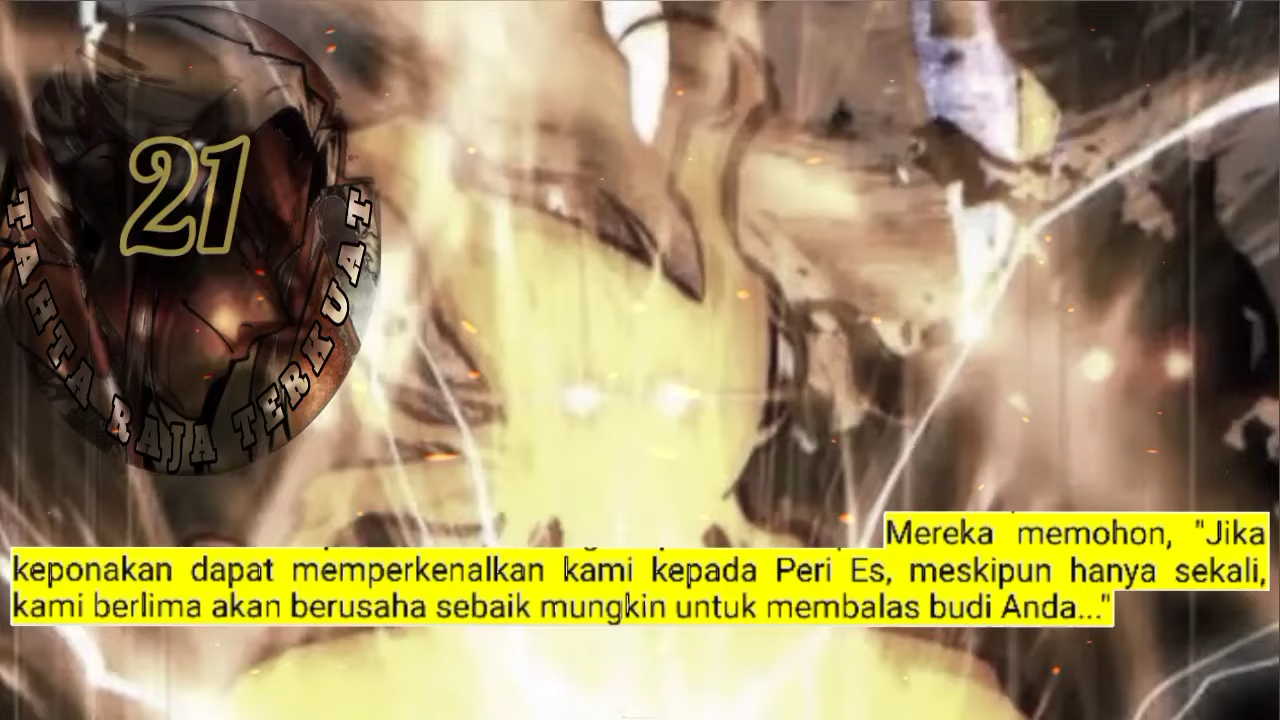 21
TAHTA RAJA TERKUAT
Mereka memohon, "Jika
keponakan dapat memperkenalkan kami kepada Peri Es, meskipun hanya sekali,
kami berlima akan berusaha sebaik mungkin untuk membalas budi Anda..."